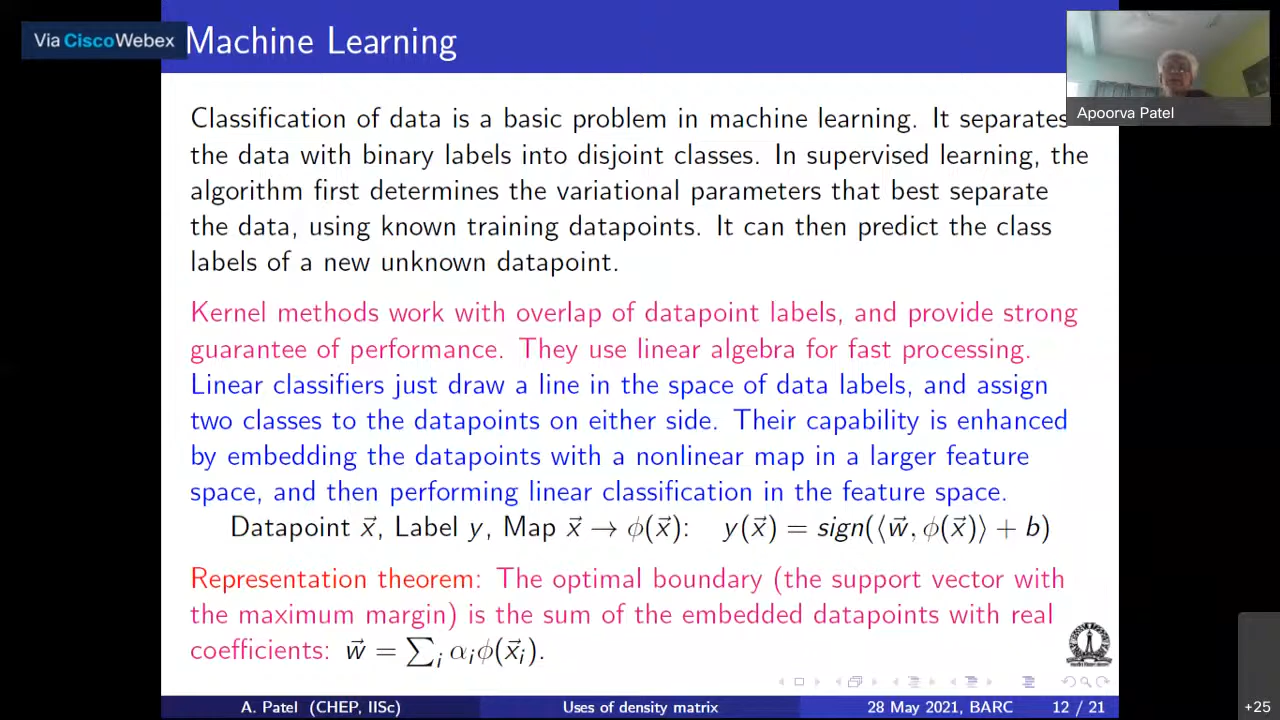 Via Cisco Webex
Machine Learning
Apoorva Patel
Classification of data is a basic problem in machine learning. It separates
the data with binary labels into disjoint classes. In supervised learning, the
algorithm first determines the variational parameters that best separate
the data, using known training datapoints. It can then predict the class
labels of a new unknown datapoint.
Kernel methods work with overlap of datapoint labels, and provide strong
guarantee of performance. They use linear algebra for fast processing.
Linear classifiers just draw a line in the space of data labels, and assign
two classes to the datapoints on either side. Their capability is enhanced
by embedding the datapoints with a nonlinear map in a larger feature
space, and then performing linear classification in the feature space.
Datapoint x⃗, Label y, Map x⃗ → ϕ(x⃗): y(x⃗) = sign(⟨w⃗, ϕ(x⃗)⟩ + b)
Representation theorem: The optimal boundary (the support vector with
the maximum margin) is the sum of the embedded datapoints with real
coefficients: w⃗ = ∑ᵢ αᵢϕ(x⃗ᵢ).
A. Patel (CHEP, IISc) Uses of density matrix 28 May 2021, BARC 12 / 21
+25